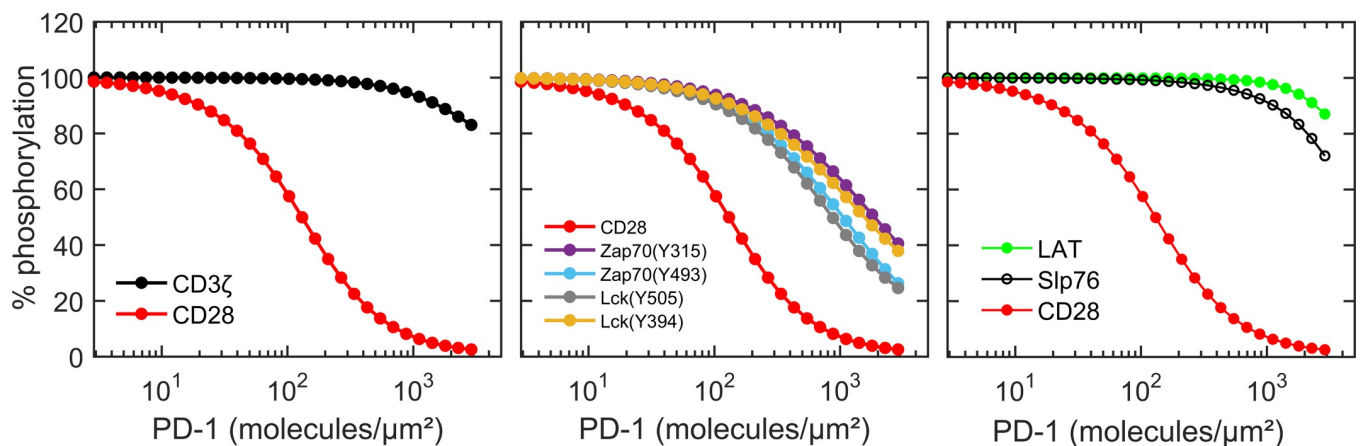 % phosphorylation
120
100
80
60
40
20
0
CD3ζ
CD28
10¹
10²
10³
PD-1 (molecules/µm²)
CD28
Zap70(Y315)
Zap70(Y493)
Lck(Y505)
Lck(Y394)
10¹
10²
10³
PD-1 (molecules/µm²)
LAT
Slp76
CD28
10¹
10²
10³
PD-1 (molecules/µm²)